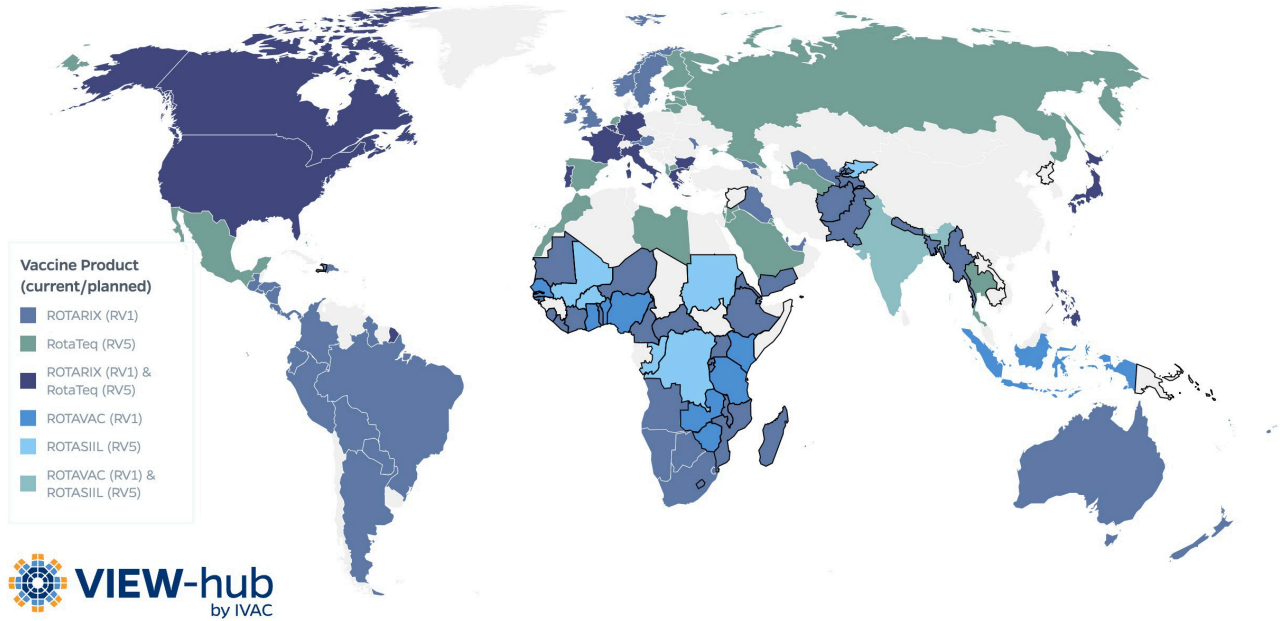 Vaccine Product
(current/planned)
ROTARIX (RV1)
RotaTeq (RV5)
ROTARIX (RV1) &
RotaTeq (RV5)
ROTAVAC (RV1)
ROTASIIL (RV5)
ROTAVAC (RV1) &
ROTASIIL (RV5)
VIEW-hub
by IVAC